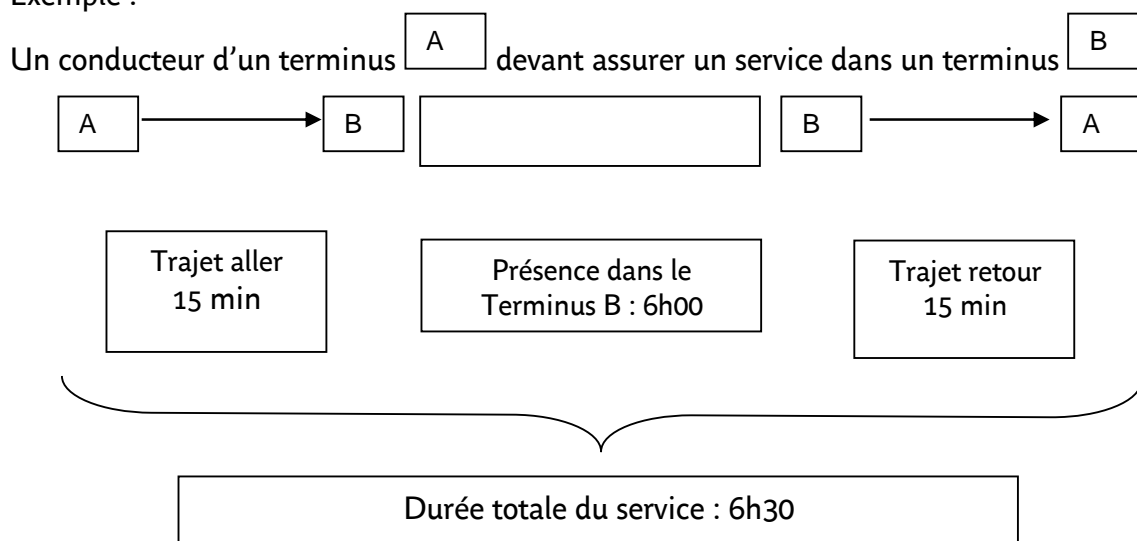 Exemple :
Un conducteur d'un terminus A devant assurer un service dans un terminus B
A B B A
Trajet aller
15 min
Présence dans le
Terminus B : 6h00
Trajet retour
15 min
Durée totale du service : 6h30